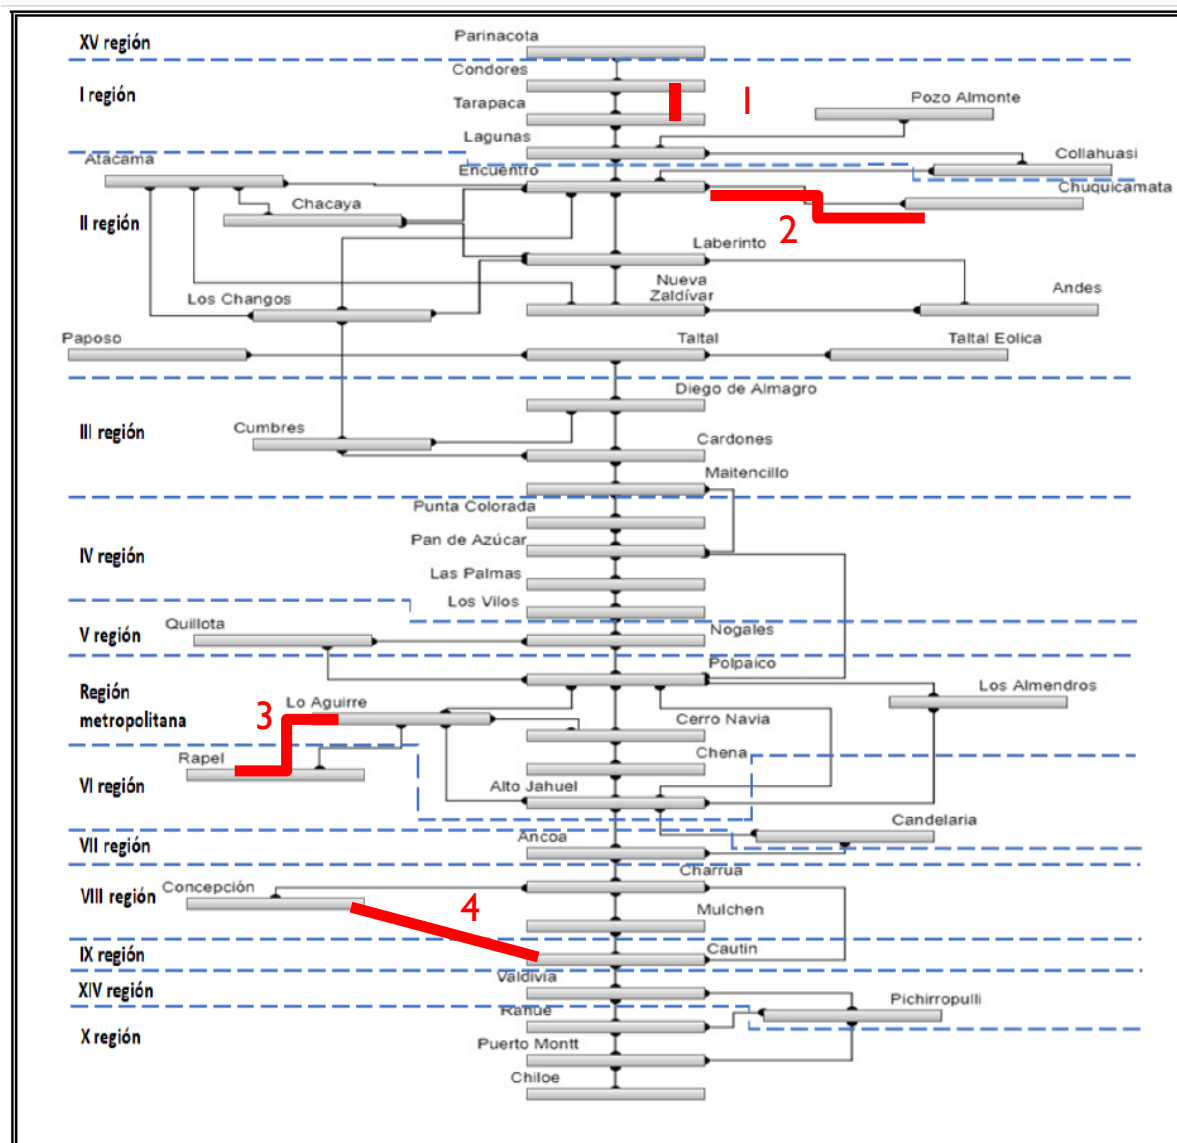 XV región
Parinacota
Condores
I región
Tarapaca
1
Pozo Almonte
Lagunas
Atacama
Encuentro
Collahuasi
Chuquicamata
Chacaya
II región
2
Laberinto
Los Changos
Nueva
Zaldívar
Andes
Paposo
Taltal
Taltal Eolica
Diego de Almagro
III región
Cumbres
Cardones
Maitencillo
Punta Colorada
Pan de Azúcar
IV región
Las Palmas
Los Vilos
Quillota
V región
Nogales
Polpaico
Región
metropolitana
Lo Aguirre
3
Los Almendros
Cerro Navia
Rapel
Chena
VI región
Alto Jahuel
Candelaria
VII región
Ancoa
Charrua
VIII región
Concepción
4
Mulchen
IX región
Cautin
XIV región
Valdivia
Pichirropulli
Rahue
X región
Puerto Montt
Chiloe